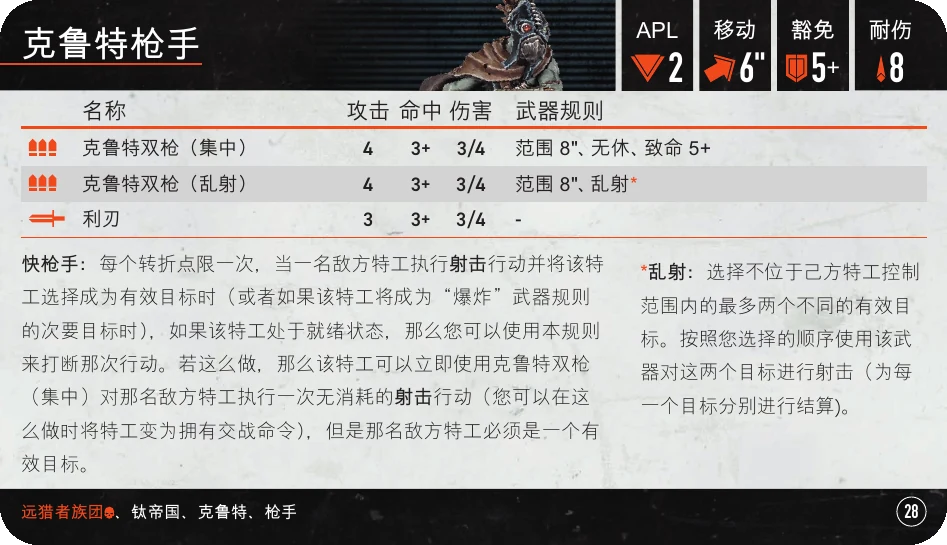 克鲁特枪手
APL 移动 豁免 耐伤
2 6" 5+ 8
名称 攻击 命中 伤害 武器规则
克鲁特双枪（集中） 4 3+ 3/4 范围 8"、无休、致命 5+
克鲁特双枪（乱射） 4 3+ 3/4 范围 8"、乱射*
利刃 3 3+ 3/4 -
快枪手：每个转折点限一次，当一名敌方特工执行射击行动并将该特
工选择成为有效目标时（或者如果该特工将成为“爆炸”武器规则
的次要目标时），如果该特工处于就绪状态，那么您可以使用本规则
来打断那次行动。若这么做，那么该特工可以立即使用克鲁特双枪
（集中）对那名敌方特工执行一次无消耗的射击行动（您可以在这
么做时将特工变为拥有交战命令），但是那名敌方特工必须是一个有
效目标。
*乱射：选择不位于己方特工控制
范围内的最多两个不同的有效目
标。按照您选择的顺序使用该武
器对这两个目标进行射击（为每
一个目标分别进行结算)。
远猎者族团、钛帝国、克鲁特、枪手
28